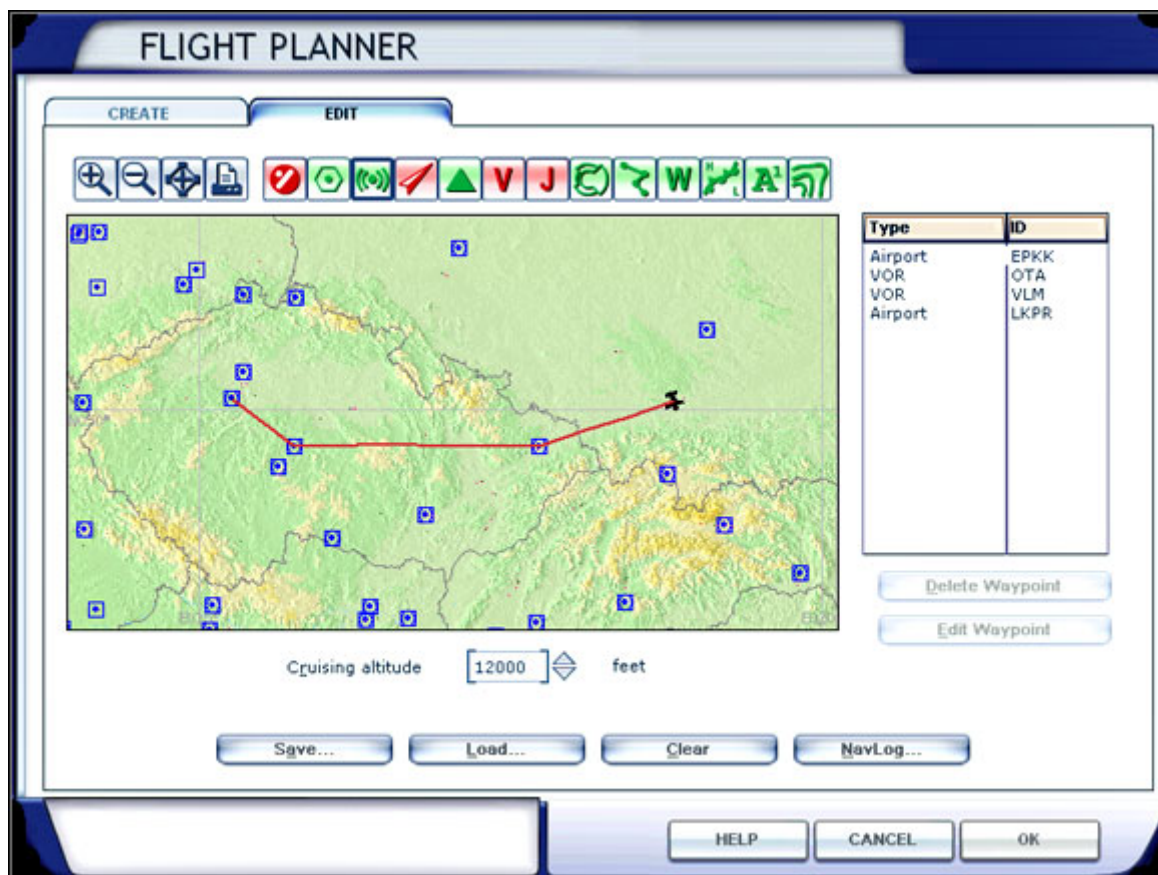 FLIGHT PLANNER
CREATE
EDIT
V
J
W
H
L
A1
Type ID
Airport EPKK
VOR OTA
VOR VLM
Airport LKPR
Delete Waypoint
Edit Waypoint
Cruising altitude 12000 feet
Save... Load... Clear NavLog...
HELP CANCEL OK